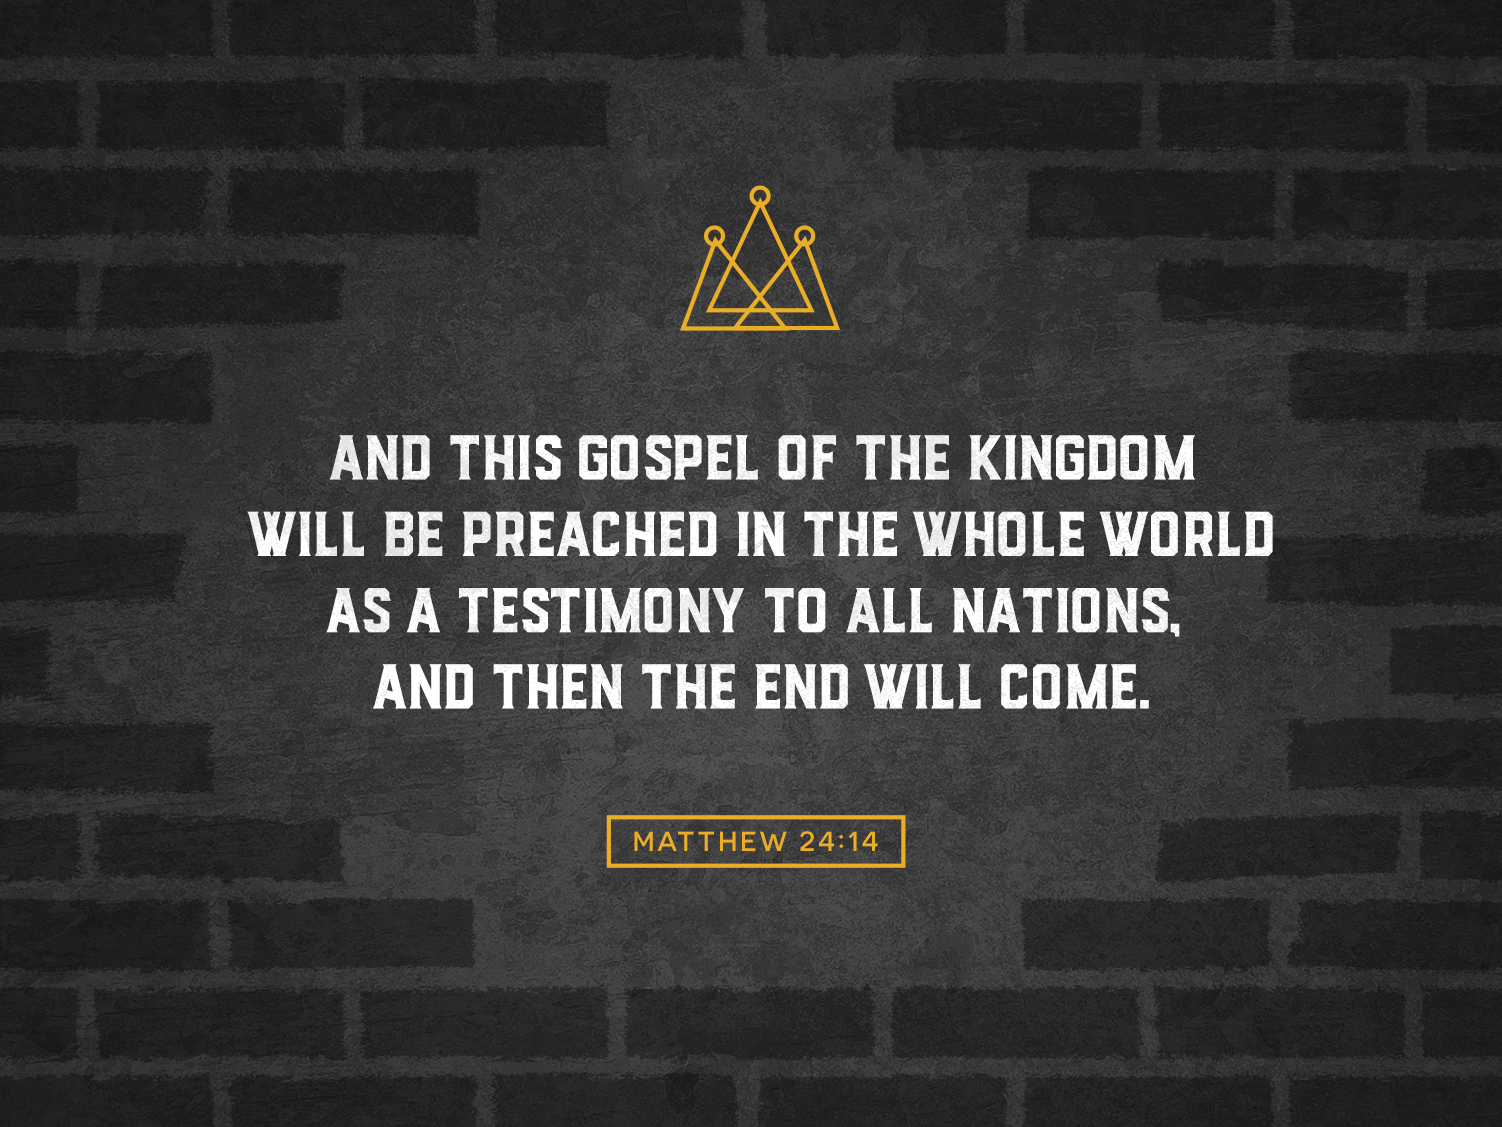 AND THIS GOSPEL OF THE KINGDOM
WILL BE PREACHED IN THE WHOLE WORLD
AS A TESTIMONY TO ALL NATIONS,
AND THEN THE END WILL COME.
MATTHEW 24:14